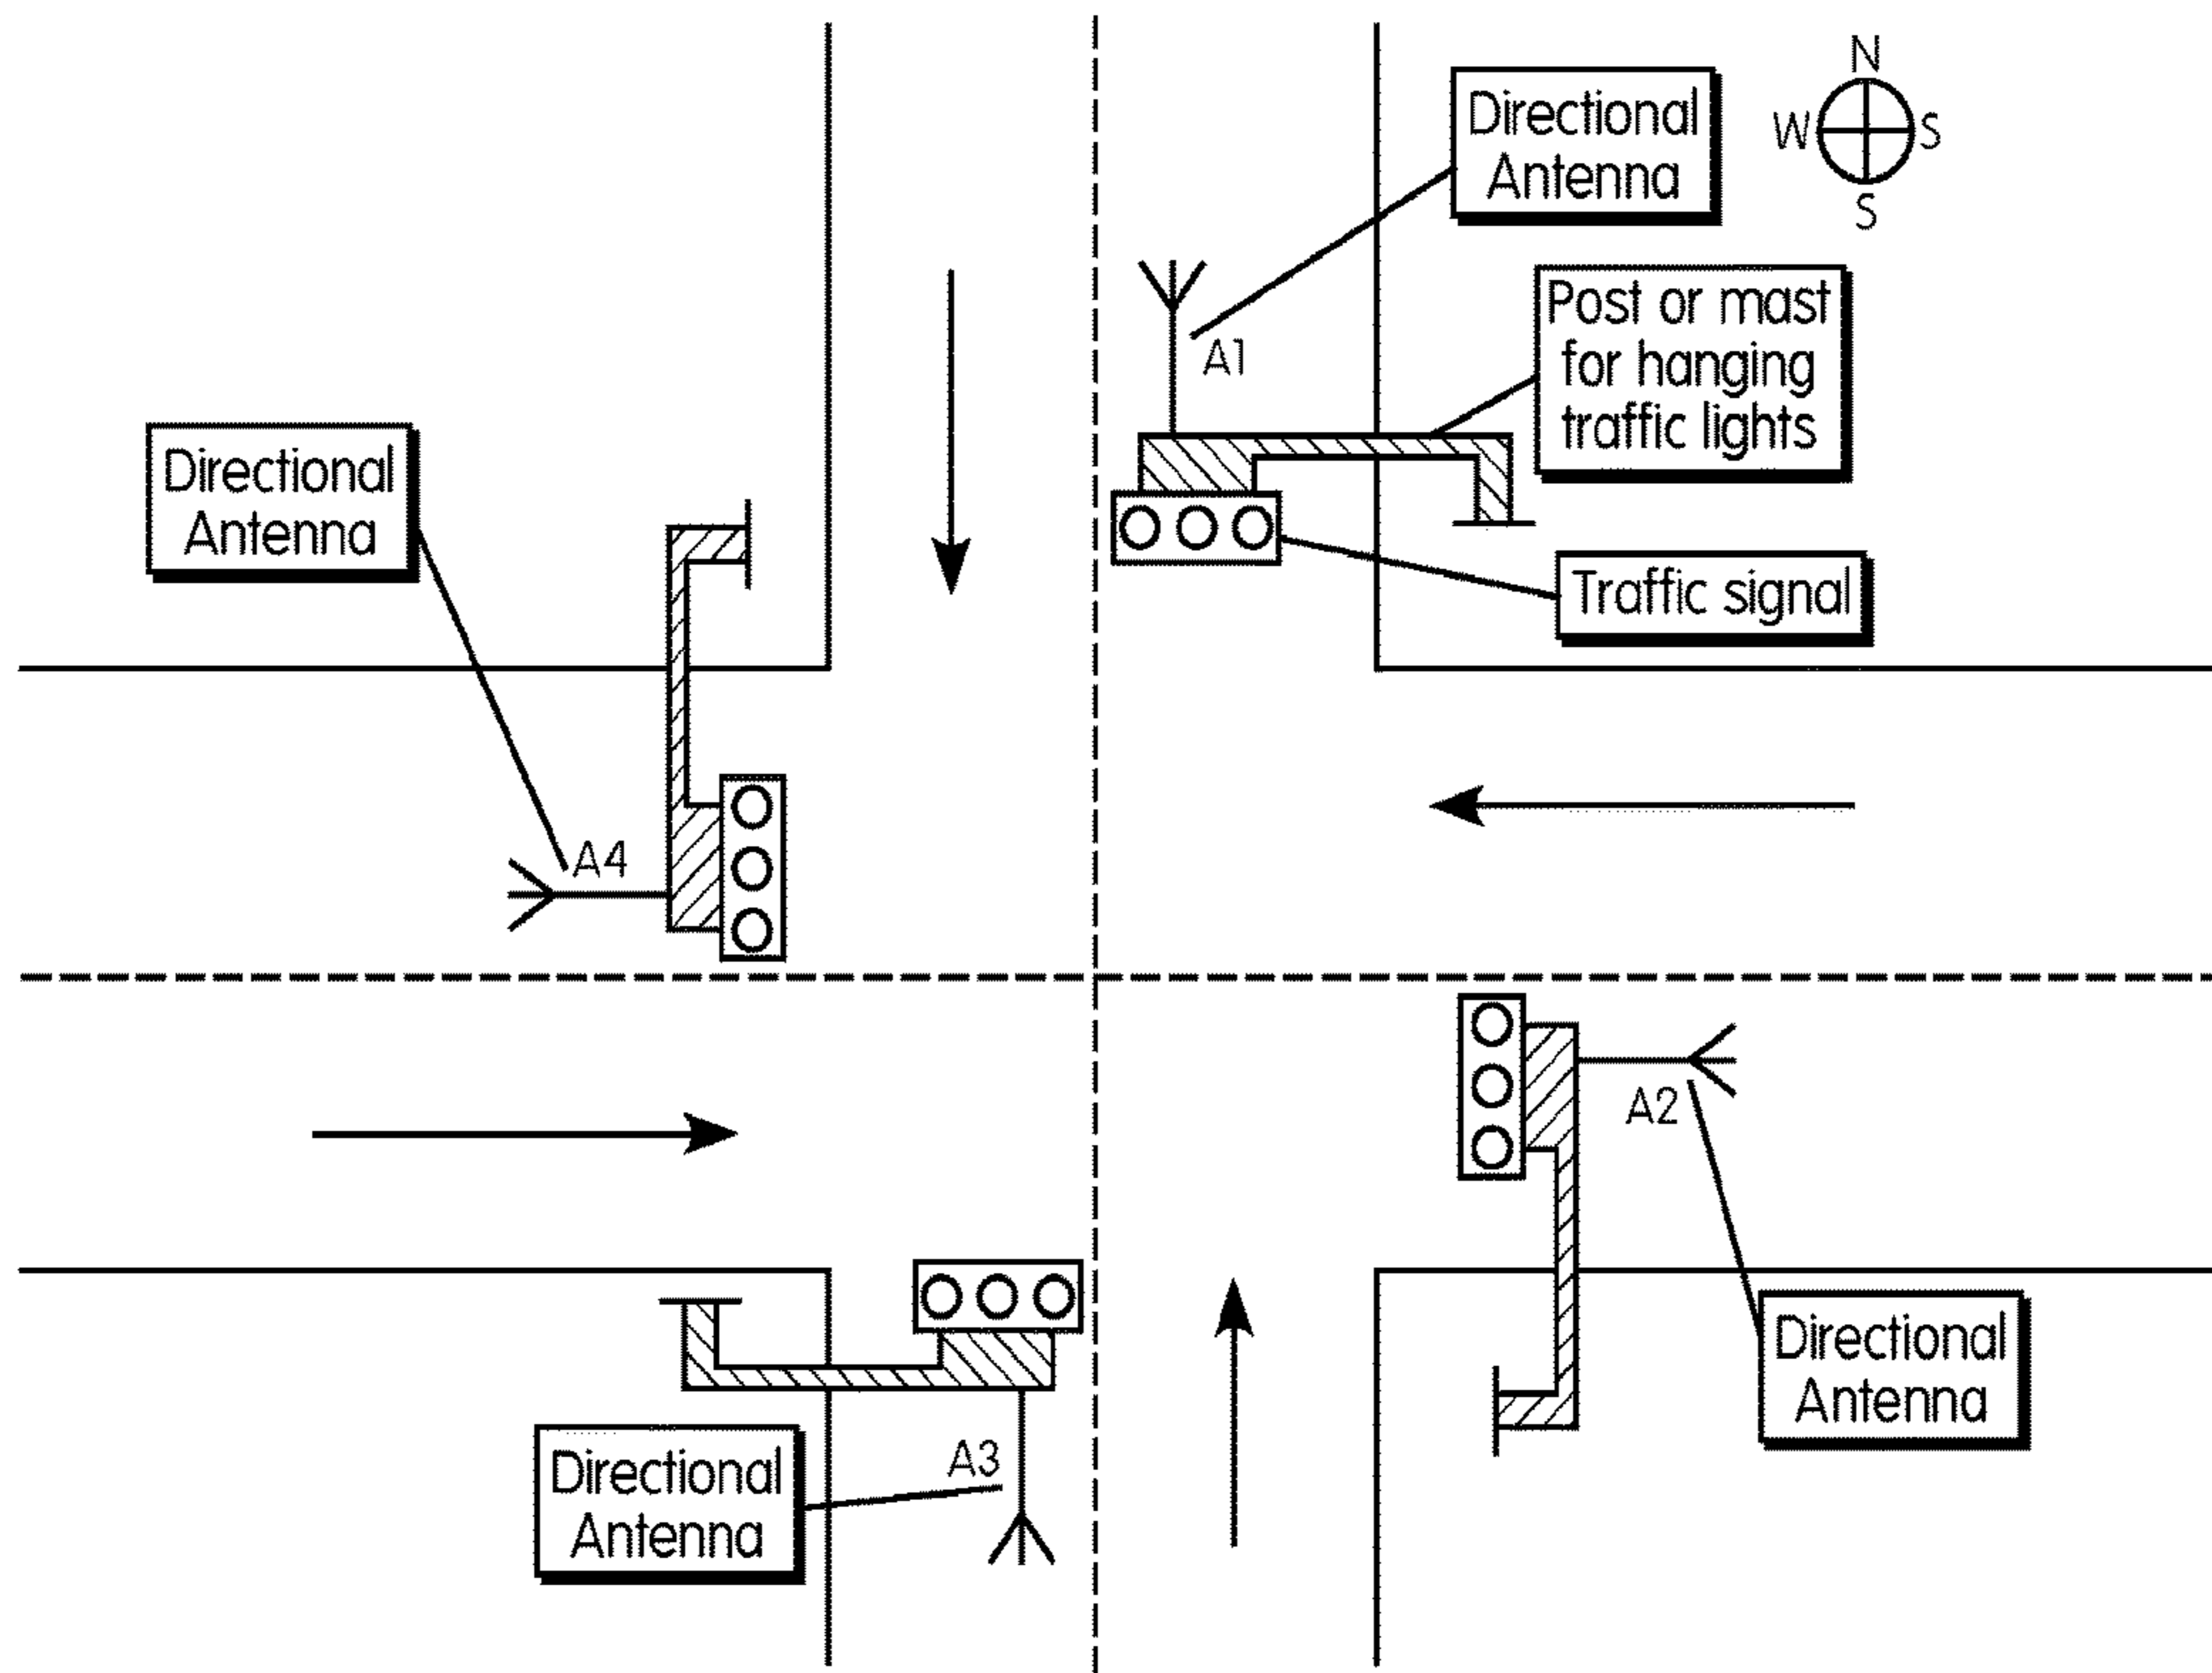 N
W
S
S
Directional
Antenna
A1
Post or mast
for hanging
traffic lights
Traffic signal
Directional
Antenna
A4
A2
Directional
Antenna
A3
Directional
Antenna